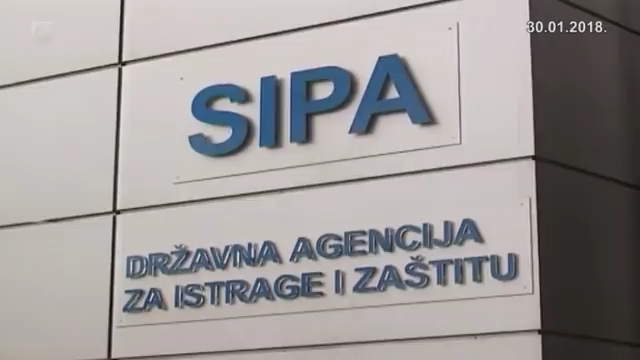 30.01.2018.
SIPA
DRŽAVNA AGENCIJA
ZA ISTRAGE I ZAŠTITU